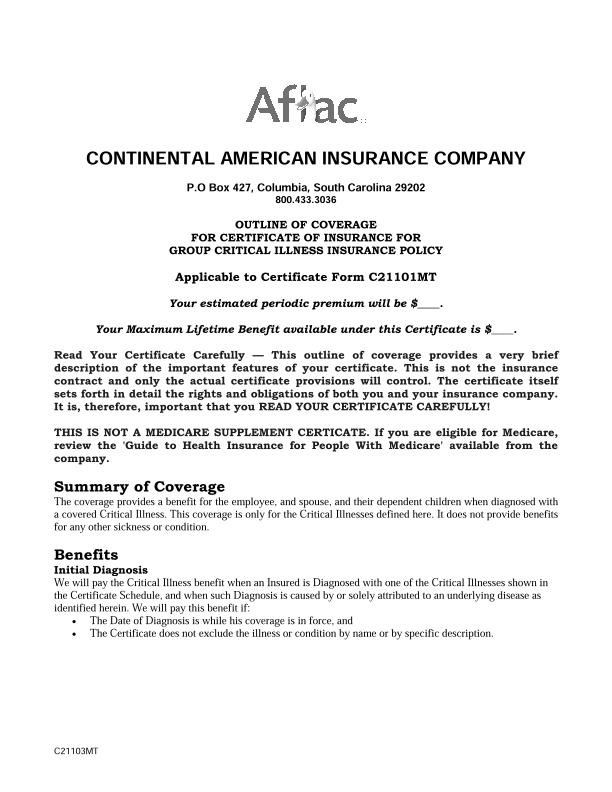 Aflac
CONTINENTAL AMERICAN INSURANCE COMPANY
P.O Box 427, Columbia, South Carolina 29202
800.433.3036
OUTLINE OF COVERAGE
FOR CERTIFICATE OF INSURANCE FOR
GROUP CRITICAL ILLNESS INSURANCE POLICY
Applicable to Certificate Form C21101MT
Your estimated periodic premium will be $____.
Your Maximum Lifetime Benefit available under this Certificate is $____.
Read Your Certificate Carefully — This outline of coverage provides a very brief
description of the important features of your certificate. This is not the insurance
contract and only the actual certificate provisions will control. The certificate itself
sets forth in detail the rights and obligations of both you and your insurance company.
It is, therefore, important that you READ YOUR CERTIFICATE CAREFULLY!
THIS IS NOT A MEDICARE SUPPLEMENT CERTICATE. If you are eligible for Medicare,
review the 'Guide to Health Insurance for People With Medicare' available from the
company.
Summary of Coverage
The coverage provides a benefit for the employee, and spouse, and their dependent children when diagnosed with
a covered Critical Illness. This coverage is only for the Critical Illnesses defined here. It does not provide benefits
for any other sickness or condition.
Benefits
Initial Diagnosis
We will pay the Critical Illness benefit when an Insured is Diagnosed with one of the Critical Illnesses shown in
the Certificate Schedule, and when such Diagnosis is caused by or solely attributed to an underlying disease as
identified herein. We will pay this benefit if:
• The Date of Diagnosis is while his coverage is in force, and
• The Certificate does not exclude the illness or condition by name or by specific description.
C21103MT